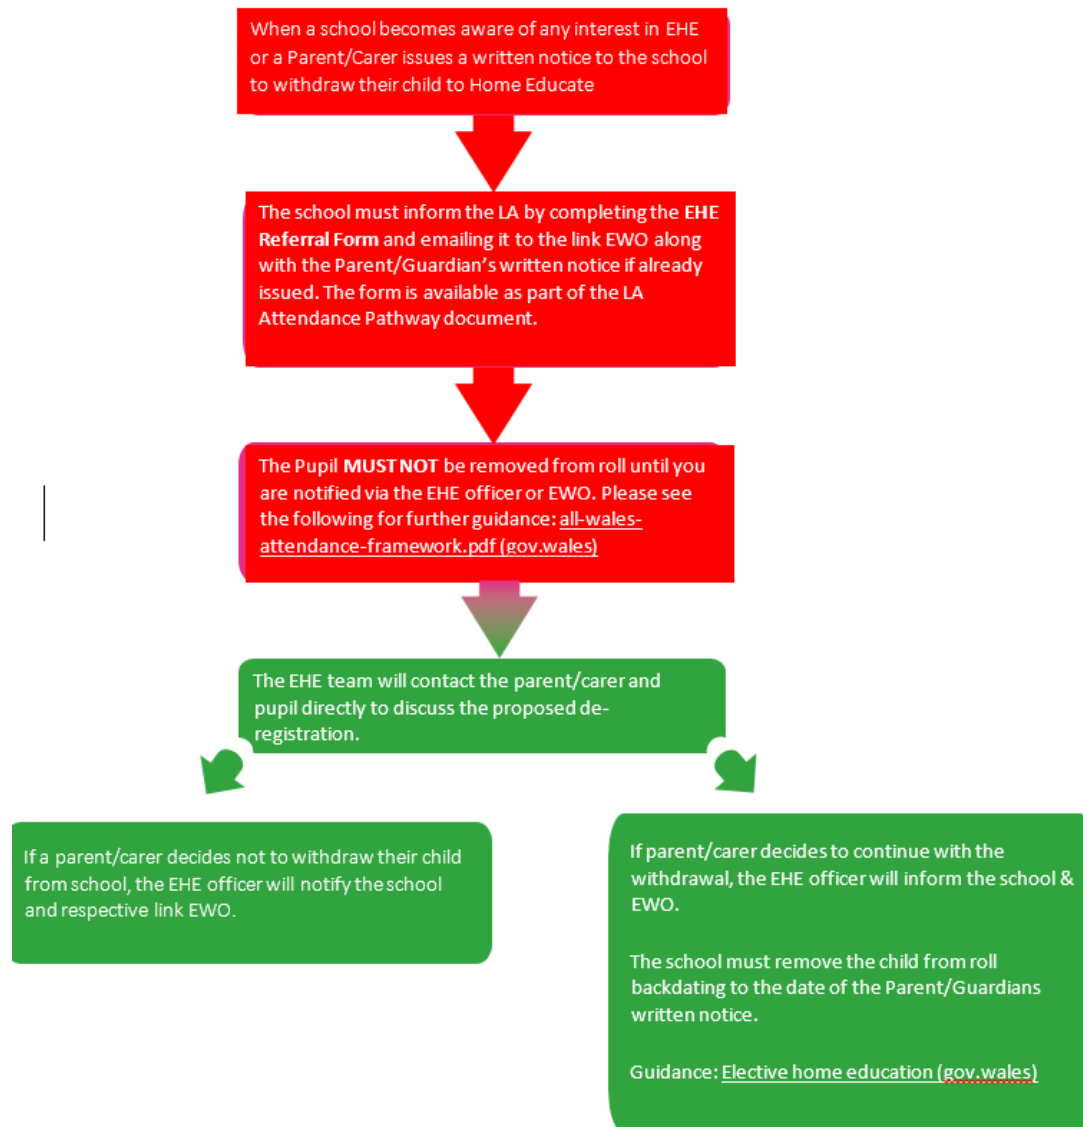 When a school becomes aware of any interest in EHE
or a Parent/Carer issues a written notice to the school
to withdraw their child to Home Educate
The school must inform the LA by completing the EHE
Referral Form and emailing it to the link EWO along
with the Parent/Guardian's written notice if already
issued. The form is available as part of the LA
Attendance Pathway document.
The Pupil MUST NOT be removed from roll until you
are notified via the EHE officer or EWO. Please see
the following for further guidance: all-wales-
attendance-framework.pdf (gov.wales)
The EHE team will contact the parent/carer and
pupil directly to discuss the proposed de-
registration.
If a parent/carer decides not to withdraw their child
from school, the EHE officer will notify the school
and respective link EWO.
If parent/carer decides to continue with the
withdrawal, the EHE officer will inform the school &
EWO.
The school must remove the child from roll
backdating to the date of the Parent/Guardians
written notice.
Guidance: Elective home education (gov.wales)